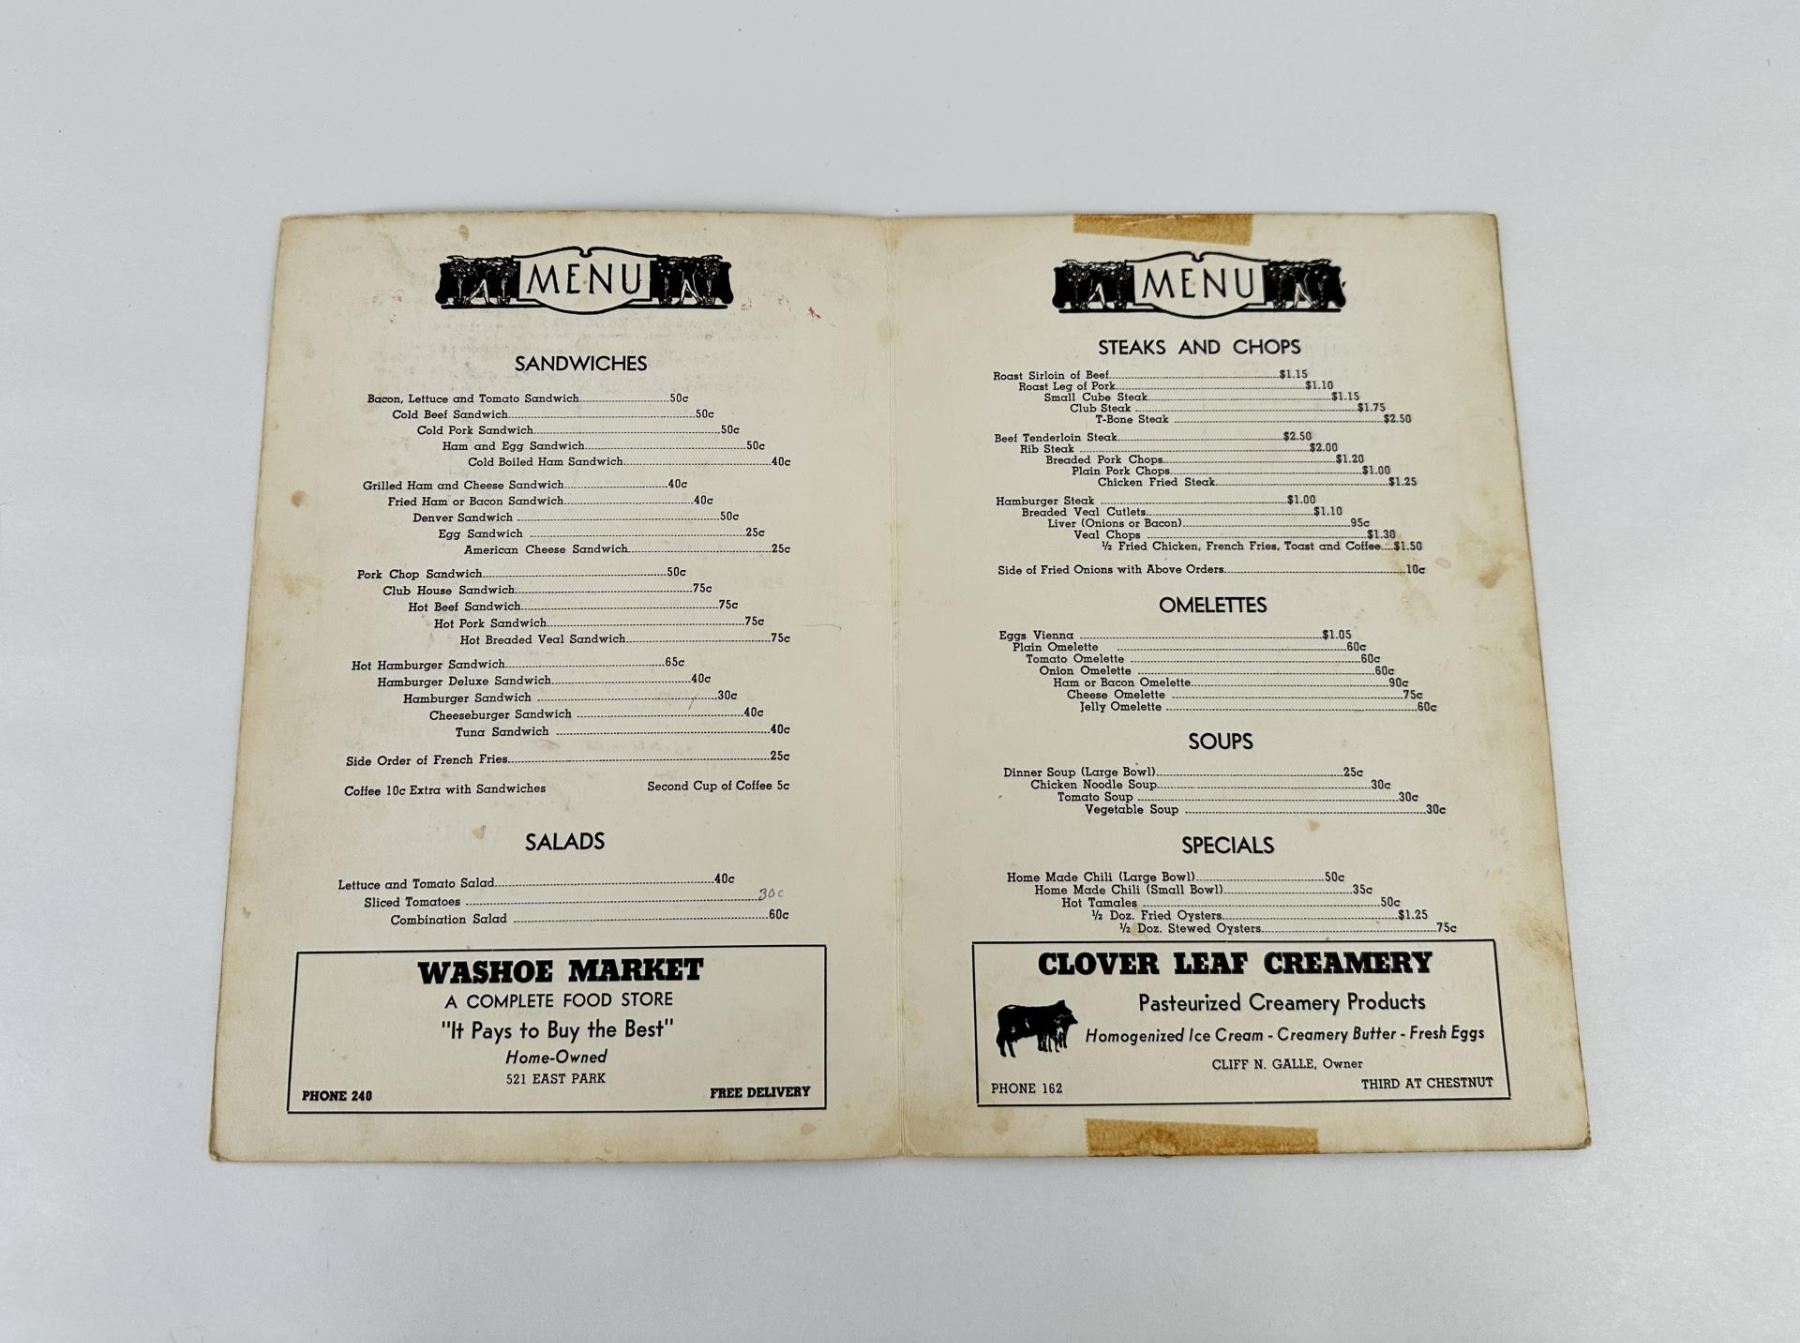 MENU
SANDWICHES
Bacon, Lettuce and Tomato Sandwich 50c
Cold Beef Sandwich 50c
Cold Pork Sandwich 50c
Ham and Egg Sandwich 50c
Cold Boiled Ham Sandwich 40c
Grilled Ham and Cheese Sandwich 40c
Fried Ham or Bacon Sandwich 40c
Denver Sandwich 50c
Egg Sandwich 25c
American Cheese Sandwich 25c
Pork Chop Sandwich 50c
Club House Sandwich 75c
Hot Beef Sandwich 75c
Hot Pork Sandwich 75c
Hot Breaded Veal Sandwich 75c
Hot Hamburger Sandwich 65c
Hamburger Deluxe Sandwich 40c
Hamburger Sandwich 30c
Cheeseburger Sandwich 40c
Tuna Sandwich 40c
Side Order of French Fries 25c
Coffee 10c Extra with Sandwiches Second Cup of Coffee 5c
SALADS
Lettuce and Tomato Salad 40c
Sliced Tomatoes 30c
Combination Salad 60c
WASHOE MARKET
A COMPLETE FOOD STORE
"It Pays to Buy the Best"
Home-Owned
521 EAST PARK
PHONE 240 FREE DELIVERY
MENU
STEAKS AND CHOPS
Roast Sirloin of Beef $1.15
Roast Leg of Pork $1.10
Small Cube Steak $1.15
Club Steak $1.75
T-Bone Steak $2.50
Beef Tenderloin Steak $2.50
Rib Steak $2.00
Breaded Pork Chops $1.20
Plain Pork Chops $1.00
Chicken Fried Steak $1.25
Hamburger Steak $1.00
Breaded Veal Cutlets $1.10
Liver (Onions or Bacon) 95c
Veal Chops $1.30
½ Fried Chicken, French Fries, Toast and Coffee $1.50
Side of Fried Onions with Above Orders 10c
OMELETTES
Eggs Vienna $1.05
Plain Omelette 60c
Tomato Omelette 60c
Onion Omelette 60c
Ham or Bacon Omelette 90c
Cheese Omelette 75c
Jelly Omelette 60c
SOUPS
Dinner Soup (Large Bowl) 25c
Chicken Noodle Soup 30c
Tomato Soup 30c
Vegetable Soup 30c
SPECIALS
Home Made Chili (Large Bowl) 50c
Home Made Chili (Small Bowl) 35c
Hot Tamales 50c
½ Doz. Fried Oysters $1.25
½ Doz. Stewed Oysters 75c
CLOVER LEAF CREAMERY
Pasteurized Creamery Products
Homogenized Ice Cream - Creamery Butter - Fresh Eggs
CLIFF N. GALLE, Owner
PHONE 162 THIRD AT CHESTNUT